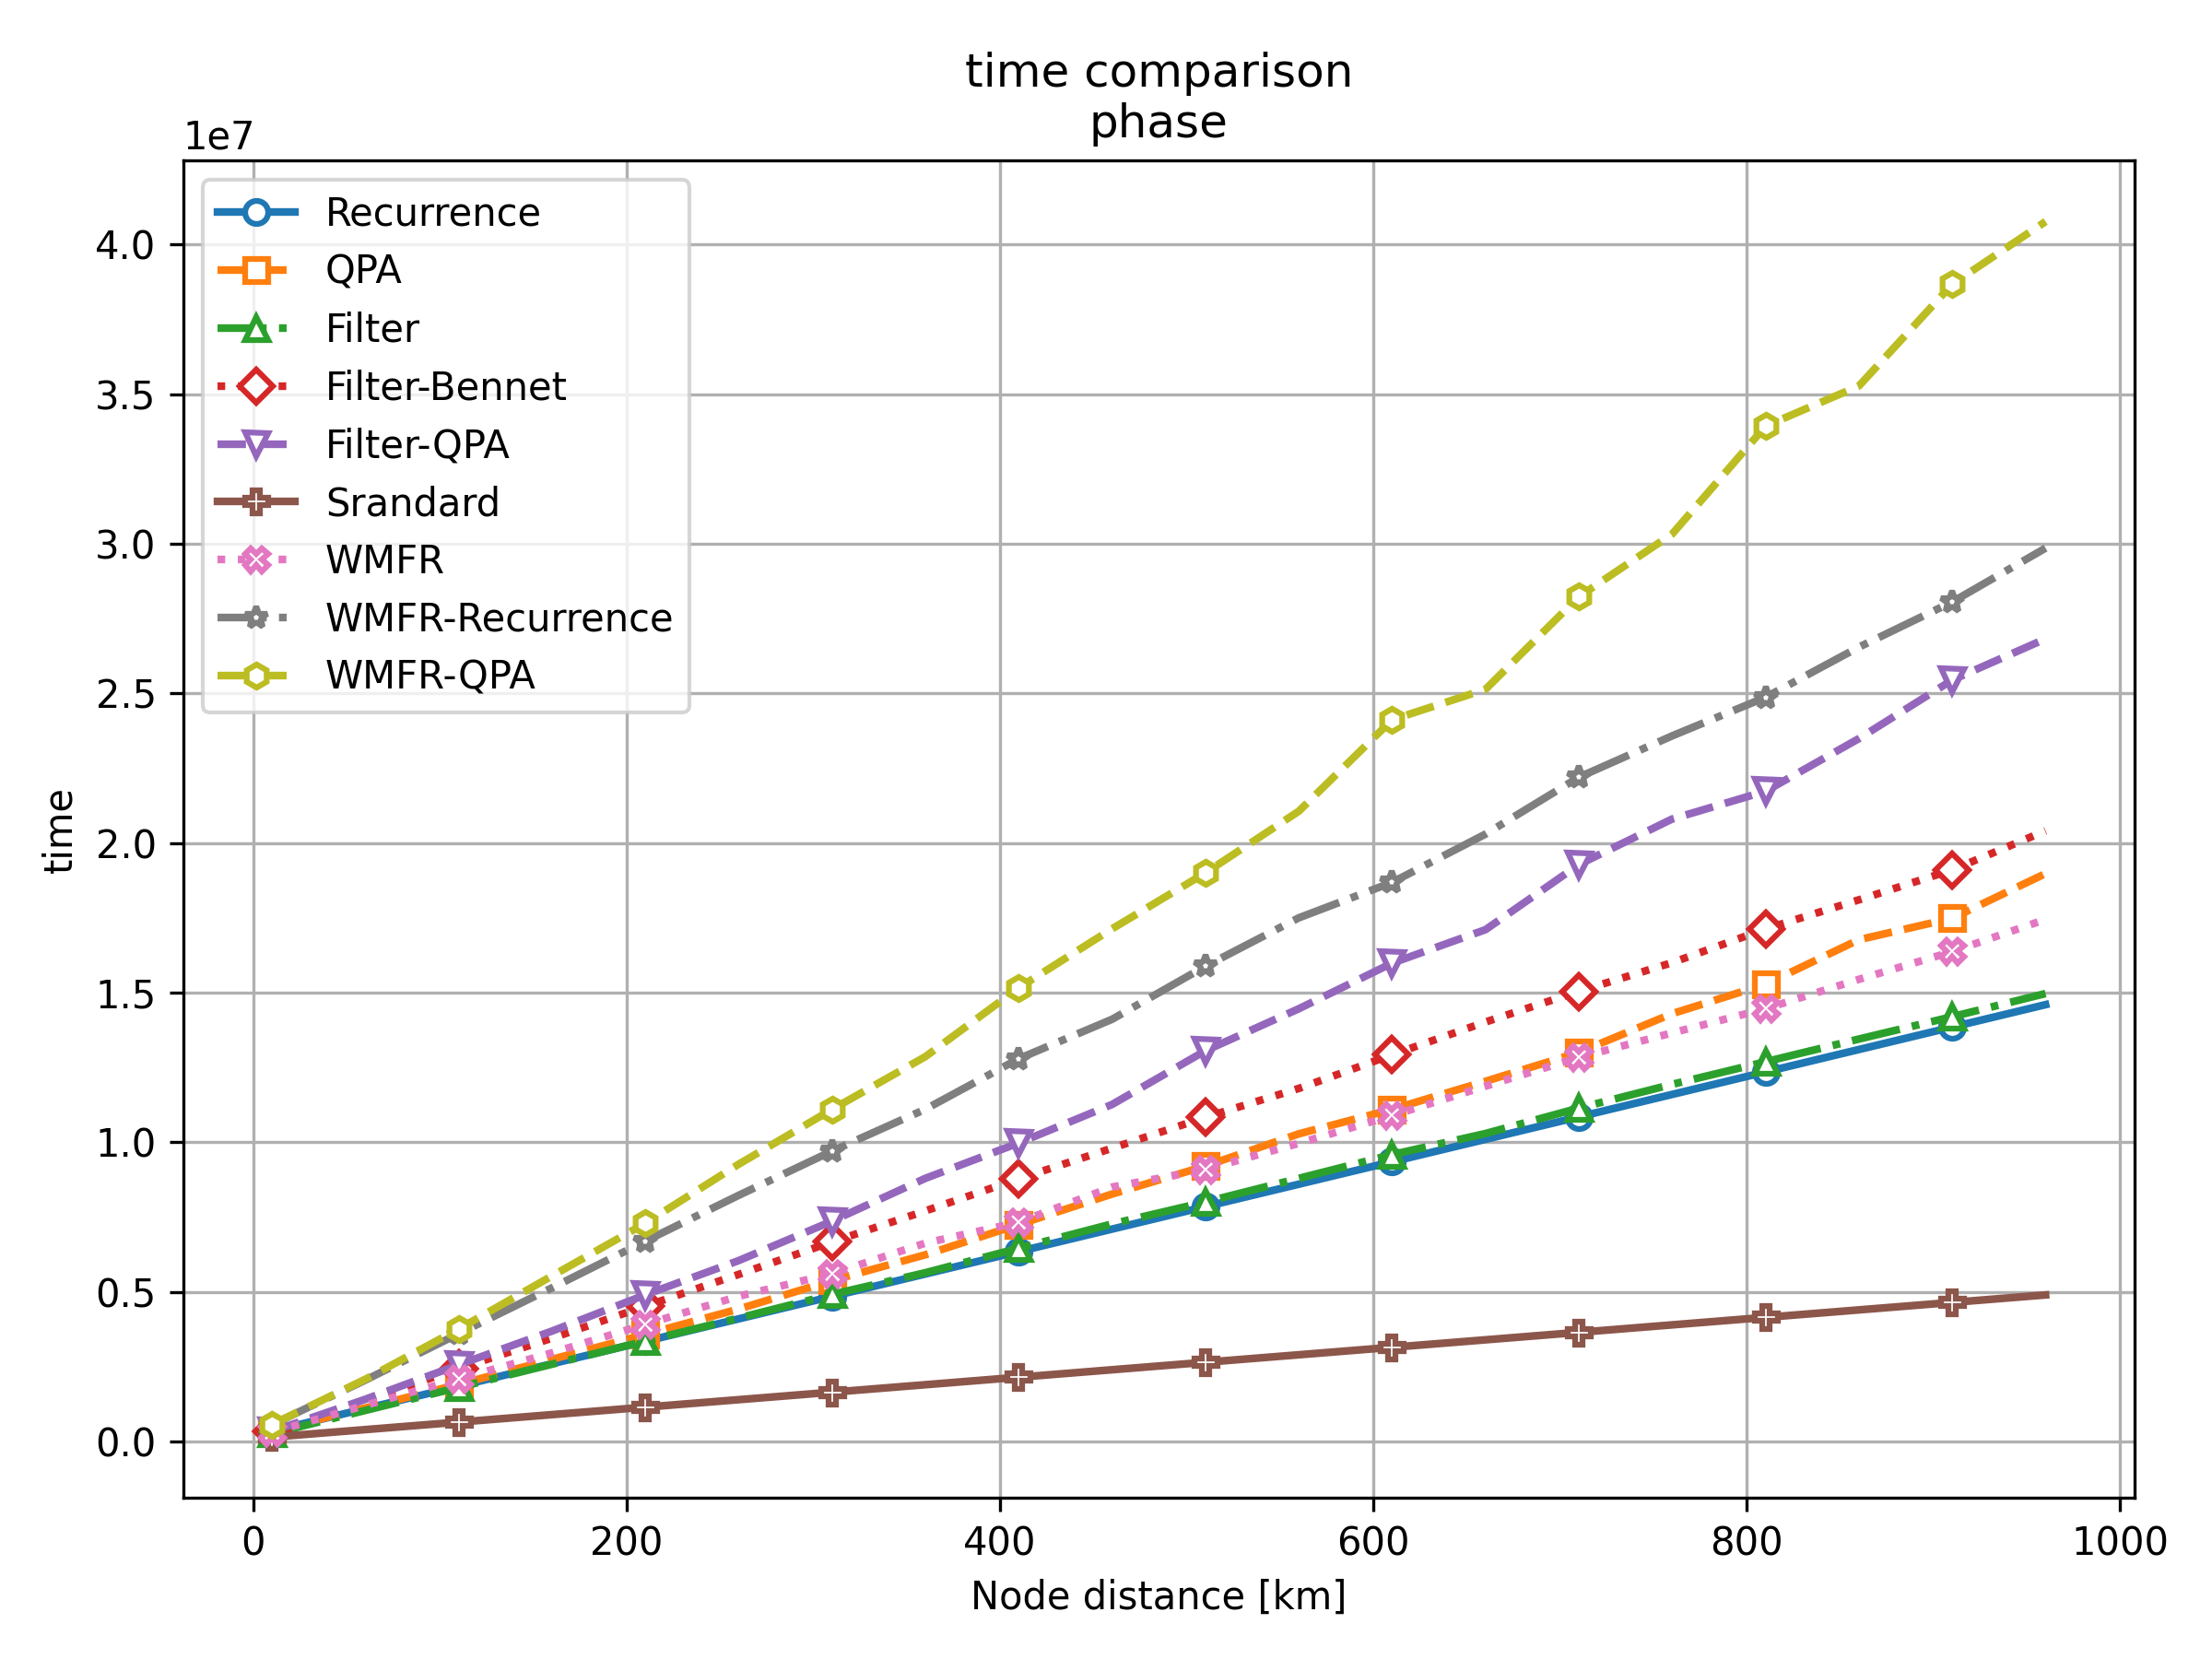 time comparison
phase
1e7
Recurrence
QPA
Filter
Filter-Bennet
Filter-QPA
Srandard
WMFR
WMFR-Recurrence
WMFR-QPA
4.0
3.5
3.0
2.5
2.0
1.5
1.0
0.5
0.0
time
0 200 400 600 800 1000
Node distance [km]